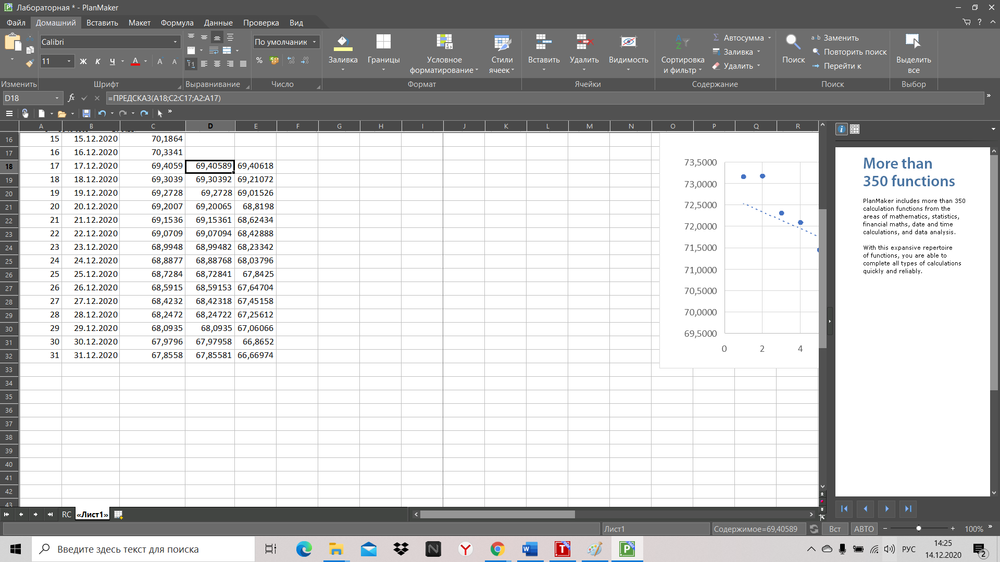 Лабораторная * - PlanMaker
Файл Домашний Вставить Макет Формула Данные Проверка Вид
Calibri
11
Ж К Ч А А А
По умолчанию
%
Заливка
Границы
Условное форматирование
Стили ячеек
Вставить
Удалить
Видимость
Сортировка и фильтр
Автосумма
Заливка
Удалить
Поиск
Заменить
Повторить поиск
Перейти к
Выделить все
Изменить Шрифт Выравнивание Число Формат Ячейки Содержание Поиск Выбор
D18 fx =ПРЕДСКАЗ(A18;C2:C17;A2:A17)
A B C D E F G H I J K L M N O P Q R
16 15 15.12.2020 70,1864
17 16 16.12.2020 70,3341
18 17 17.12.2020 69,4059 69,40589 69,40618
19 18 18.12.2020 69,3039 69,30392 69,21072
20 19 19.12.2020 69,2728 69,2728 69,01526
21 20 20.12.2020 69,2007 69,20065 68,8198
22 21 21.12.2020 69,1536 69,15361 68,62434
23 22 22.12.2020 69,0709 69,07094 68,42888
24 23 23.12.2020 68,9948 68,99482 68,23342
25 24 24.12.2020 68,8877 68,88768 68,03796
26 25 25.12.2020 68,7284 68,72841 67,8425
27 26 26.12.2020 68,5915 68,59153 67,64704
28 27 27.12.2020 68,4232 68,42318 67,45158
29 28 28.12.2020 68,2472 68,24722 67,25612
30 29 29.12.2020 68,0935 68,0935 67,06066
31 30 30.12.2020 67,9796 67,97958 66,8652
32 31 31.12.2020 67,8558 67,85581 66,66974
33
34
35
36
37
38
39
40
41
42
43
73,5000
73,0000
72,5000
72,0000
71,5000
71,0000
70,5000
70,0000
69,5000
0 2 4
More than
350 functions
PlanMaker includes more than 350
calculation functions from the
areas of mathematics, statistics,
financial maths, date and time
calculations, and data analysis.
With this expansive repertoire
of functions, you are able to
complete all types of calculations
quickly and reliably.
RC «Лист1»
Лист1 Содержимое=69,40589 Вст АВТО 100%
Введите здесь текст для поиска
РУС
14:25
14.12.2020
2